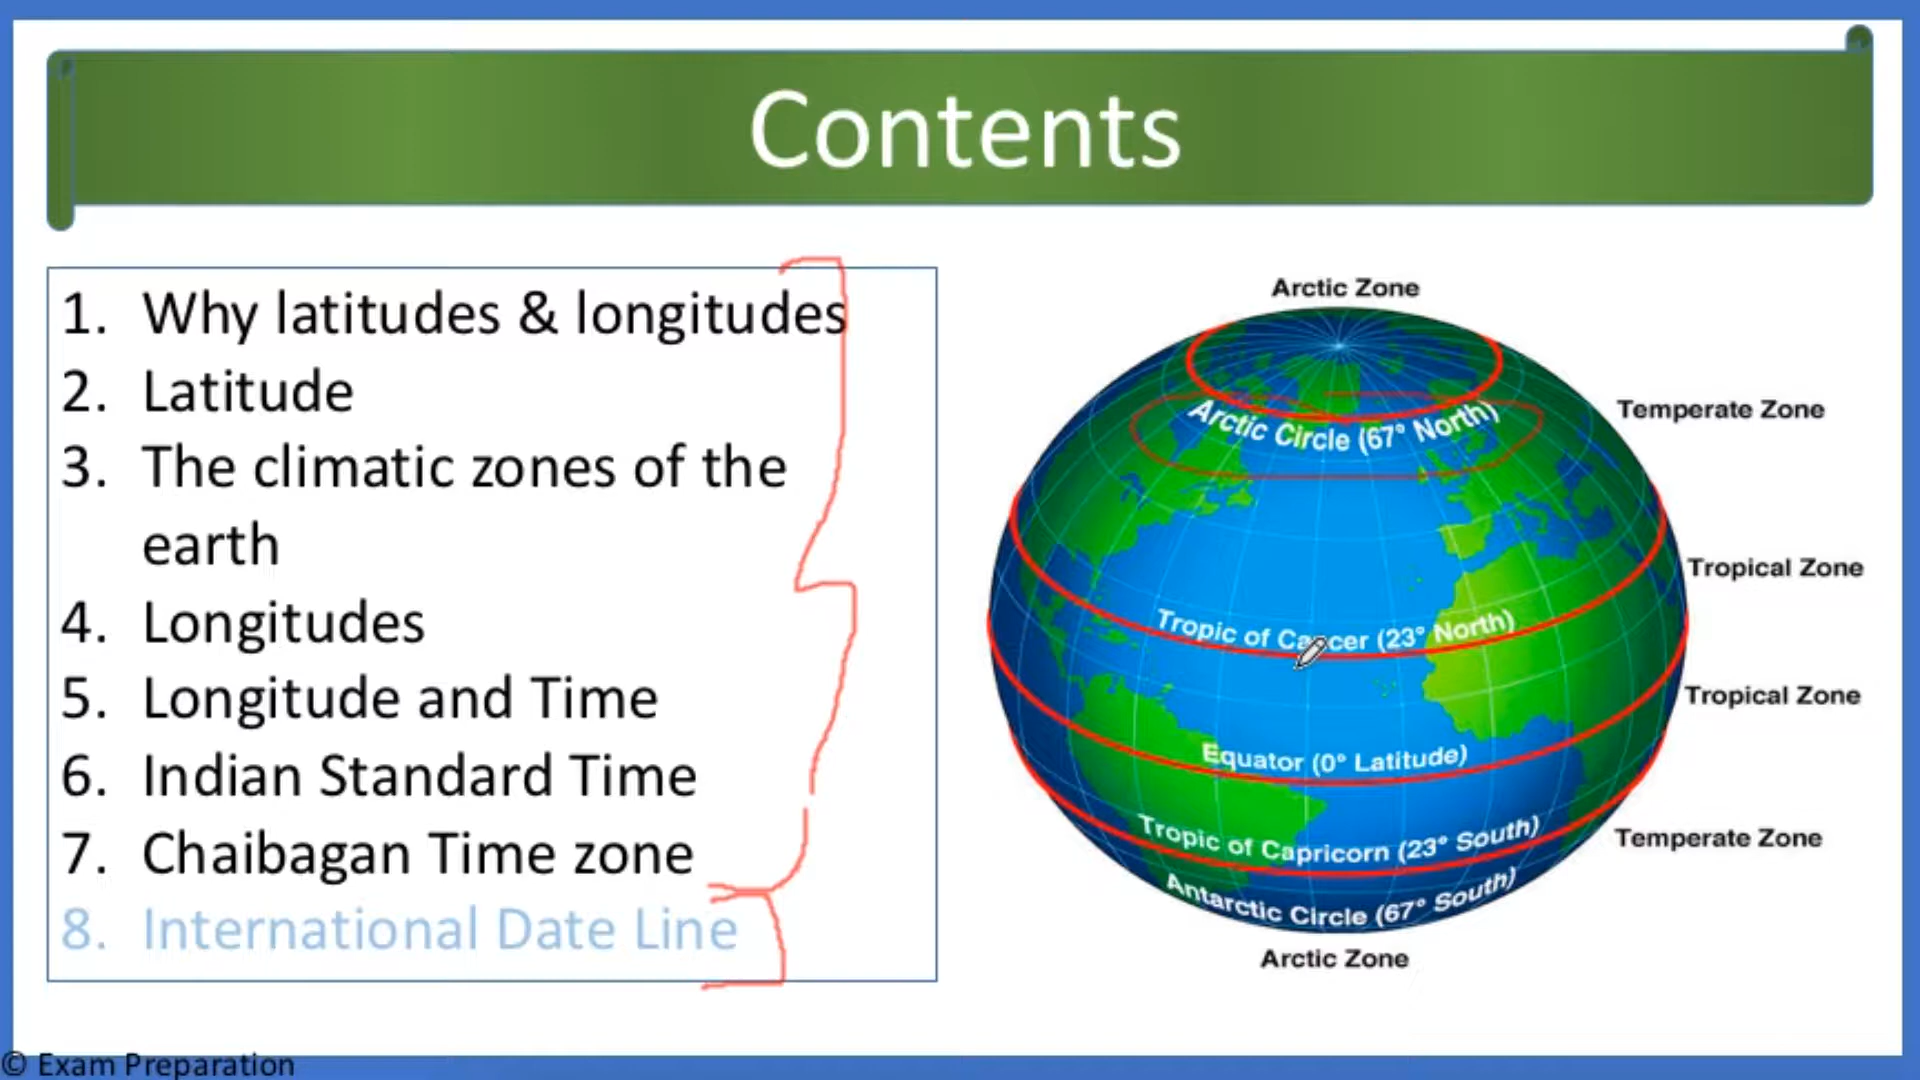 Contents
1. Why latitudes & longitudes
2. Latitude
3. The climatic zones of the
earth
4. Longitudes
5. Longitude and Time
6. Indian Standard Time
7. Chaibagan Time zone
8. International Date Line
Arctic Zone
Arctic Circle (67° North)
Temperate Zone
Tropical Zone
Tropic of Cancer (23° North)
Tropical Zone
Equator (0° Latitude)
Tropic of Capricorn (23° South)
Temperate Zone
Antarctic Circle (67° South)
Arctic Zone
© Exam Preparation